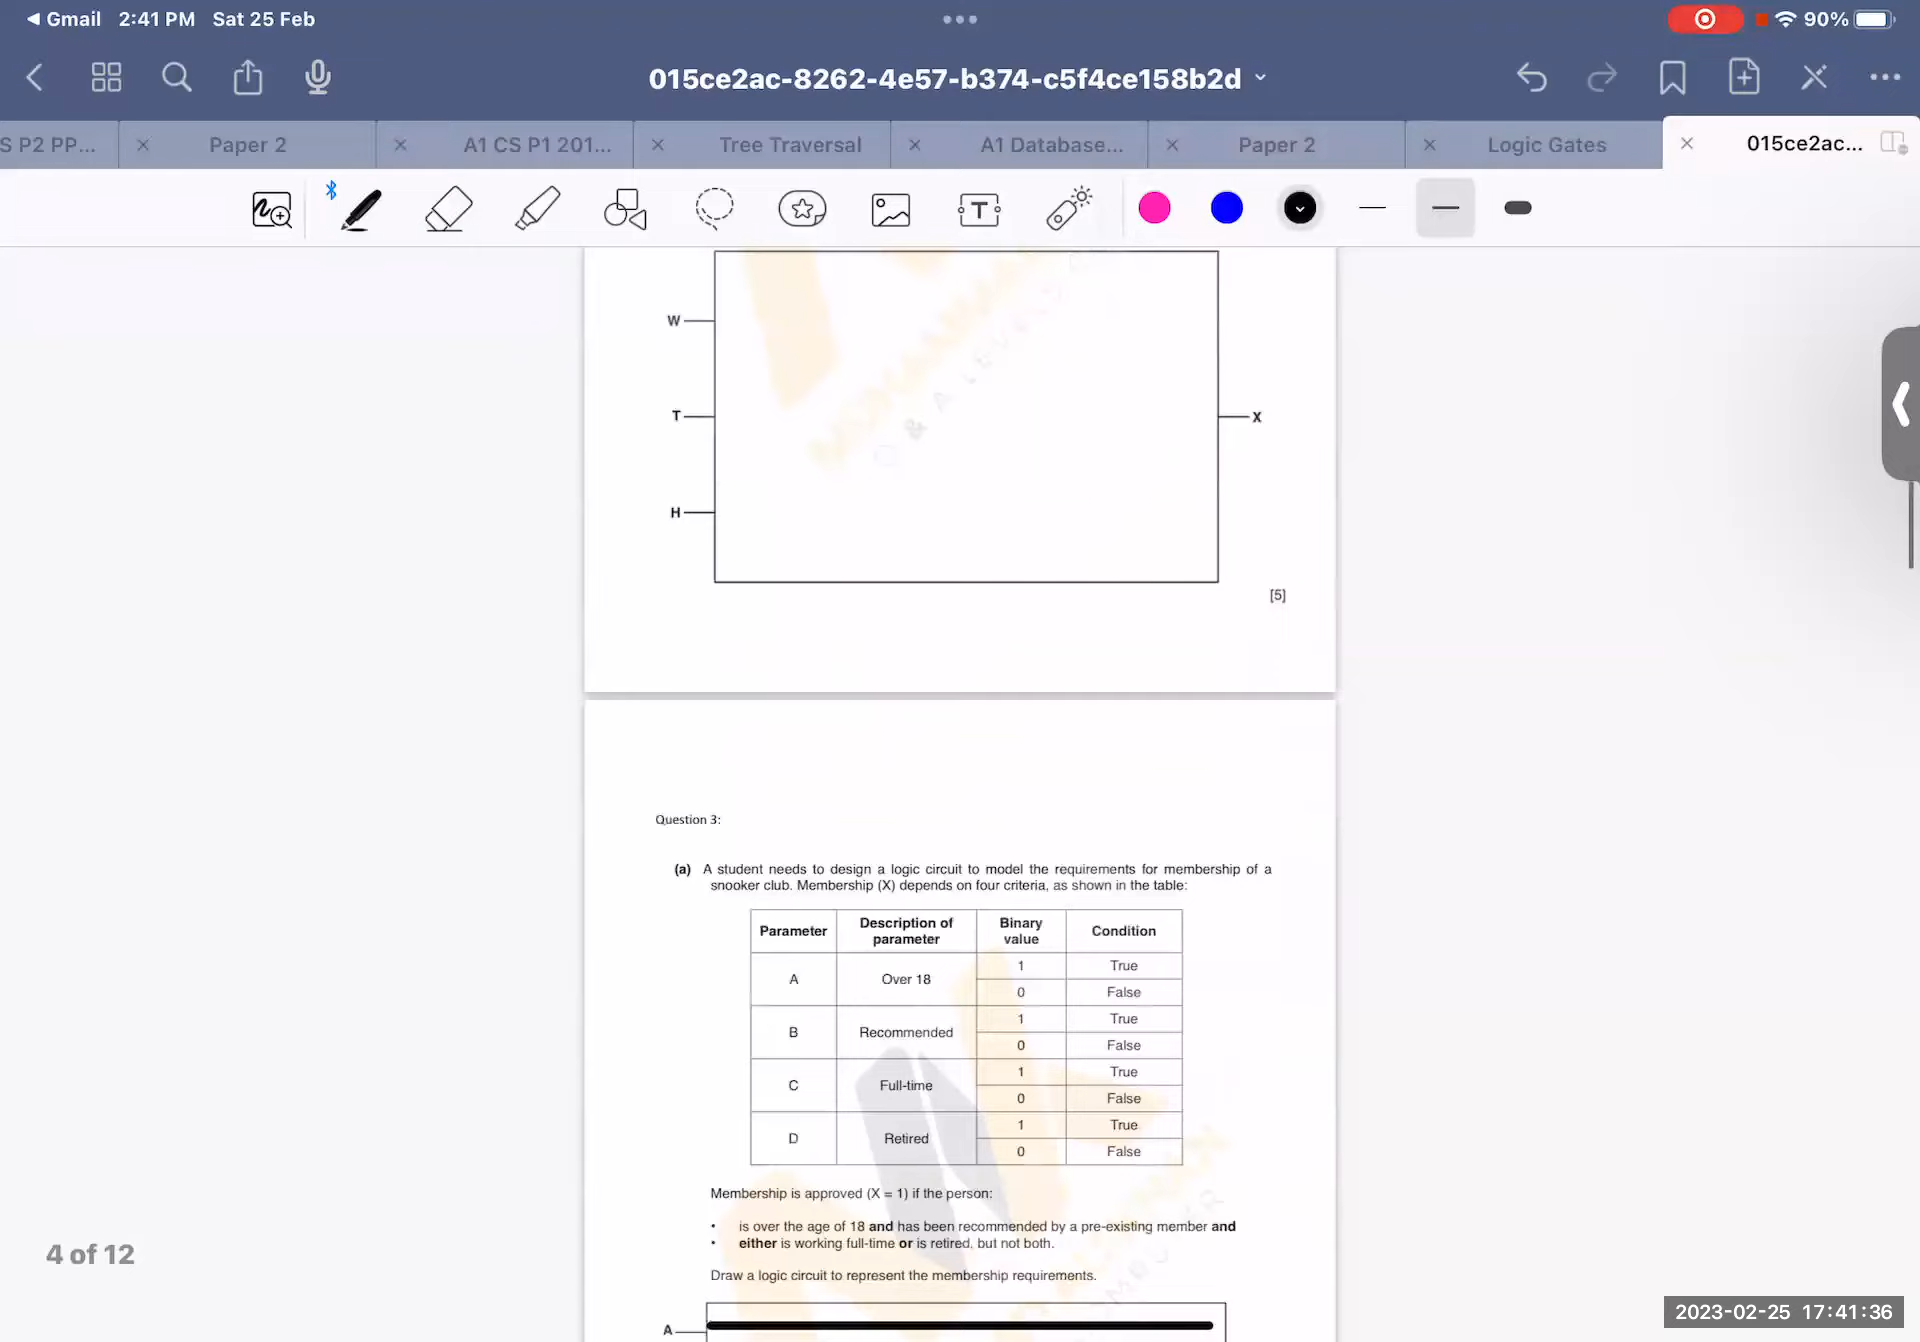 Gmail 2:41 PM Sat 25 Feb
90%
015ce2ac-8262-4e57-b374-c5f4ce158b2d
S P2 PP...
Paper 2
A1 CS P1 201...
Tree Traversal
A1 Database...
Paper 2
Logic Gates
015ce2ac...
W
T
X
H
[5]
Question 3:
(a) A student needs to design a logic circuit to model the requirements for membership of a
snooker club. Membership (X) depends on four criteria, as shown in the table:
Parameter Description of parameter Binary value Condition
A Over 18 1 True
0 False
B Recommended 1 True
0 False
C Full-time 1 True
0 False
D Retired 1 True
0 False
Membership is approved (X = 1) if the person:
• is over the age of 18 and has been recommended by a pre-existing member and
• either is working full-time or is retired, but not both.
Draw a logic circuit to represent the membership requirements.
A
4 of 12
2023-02-25 17:41:36